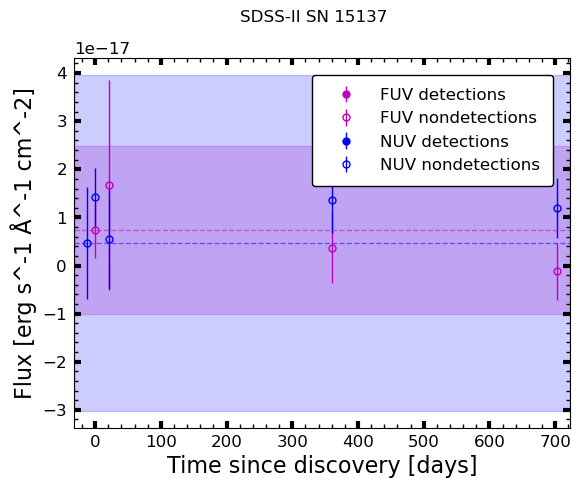 SDSS-II SN 15137
1e−17
FUV detections
FUV nondetections
NUV detections
NUV nondetections
4
3
2
1
0
−1
−2
−3
Flux [erg s^-1 Å^-1 cm^-2]
0 100 200 300 400 500 600 700
Time since discovery [days]